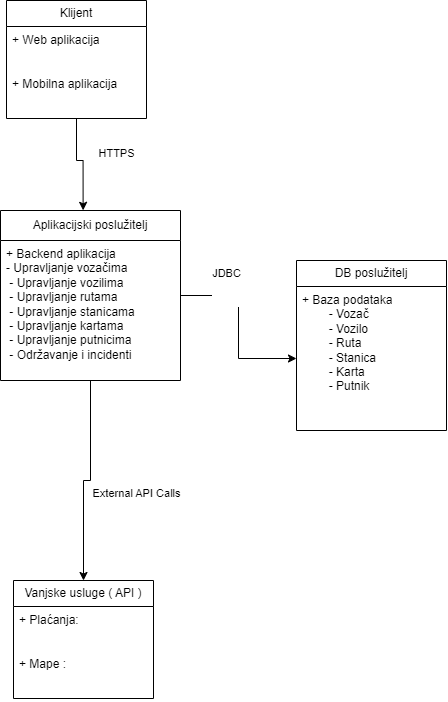 Klijent
+ Web aplikacija
+ Mobilna aplikacija
HTTPS
Aplikacijski poslužitelj
+ Backend aplikacija
- Upravljanje vozačima
- Upravljanje vozilima
- Upravljanje rutama
- Upravljanje stanicama
- Upravljanje kartama
- Upravljanje putnicima
- Održavanje i incidenti
JDBC
DB poslužitelj
+ Baza podataka
- Vozač
- Vozilo
- Ruta
- Stanica
- Karta
- Putnik
External API Calls
Vanjske usluge ( API )
+ Plaćanja:
+ Mape :